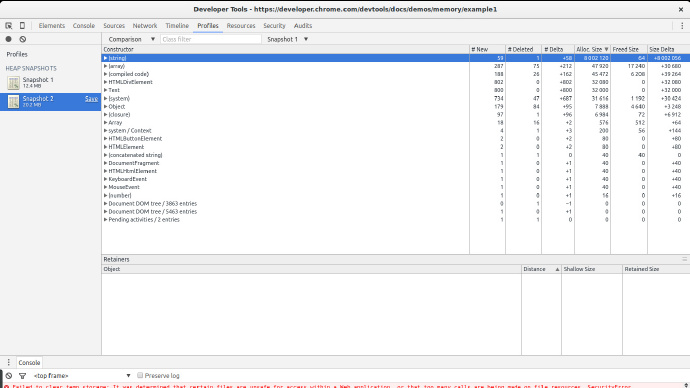 Developer Tools - https://developer.chrome.com/devtools/docs/demos/memory/example1
Elements Console Sources Network Timeline Profiles Resources Security Audits
Comparison Class filter Snapshot 1
Profiles
HEAP SNAPSHOTS
Snapshot 1
12.4 MB
Snapshot 2 Save
20.2 MB
Constructor # New # Deleted # Delta Alloc. Size Freed Size Size Delta
(string) 59 1 +58 8 002 120 64 +8 002 056
(array) 287 75 +212 47 920 17 240 +30 680
(compiled code) 188 26 +162 45 472 6 208 +39 264
HTMLDivElement 802 0 +802 32 080 0 +32 080
Text 800 0 +800 32 000 0 +32 000
(system) 734 47 +687 31 616 1 192 +30 424
Object 179 84 +95 7 888 4 640 +3 248
(closure) 97 1 +96 6 984 72 +6 912
Array 18 16 +2 576 512 +64
system / Context 4 1 +3 200 56 +144
HTMLButtonElement 2 0 +2 80 0 +80
HTMLElement 2 0 +2 80 0 +80
(concatenated string) 1 1 0 40 40 0
DocumentFragment 1 0 +1 40 0 +40
HTMLHtmlElement 1 0 +1 40 0 +40
KeyboardEvent 1 0 +1 40 0 +40
MouseEvent 1 0 +1 40 0 +40
(number) 1 0 +1 16 0 +16
Document DOM tree / 3863 entries 0 1 −1 0 0 0
Document DOM tree / 5463 entries 1 0 +1 0 0 0
Pending activities / 2 entries 1 1 0 0 0 0
Retainers
Object Distance Shallow Size Retained Size
Console
<top frame> Preserve log
Failed to clear temp storage: It was determined that certain files are unsafe for access within a Web application, or that too many calls are being made on file resources. SecurityError